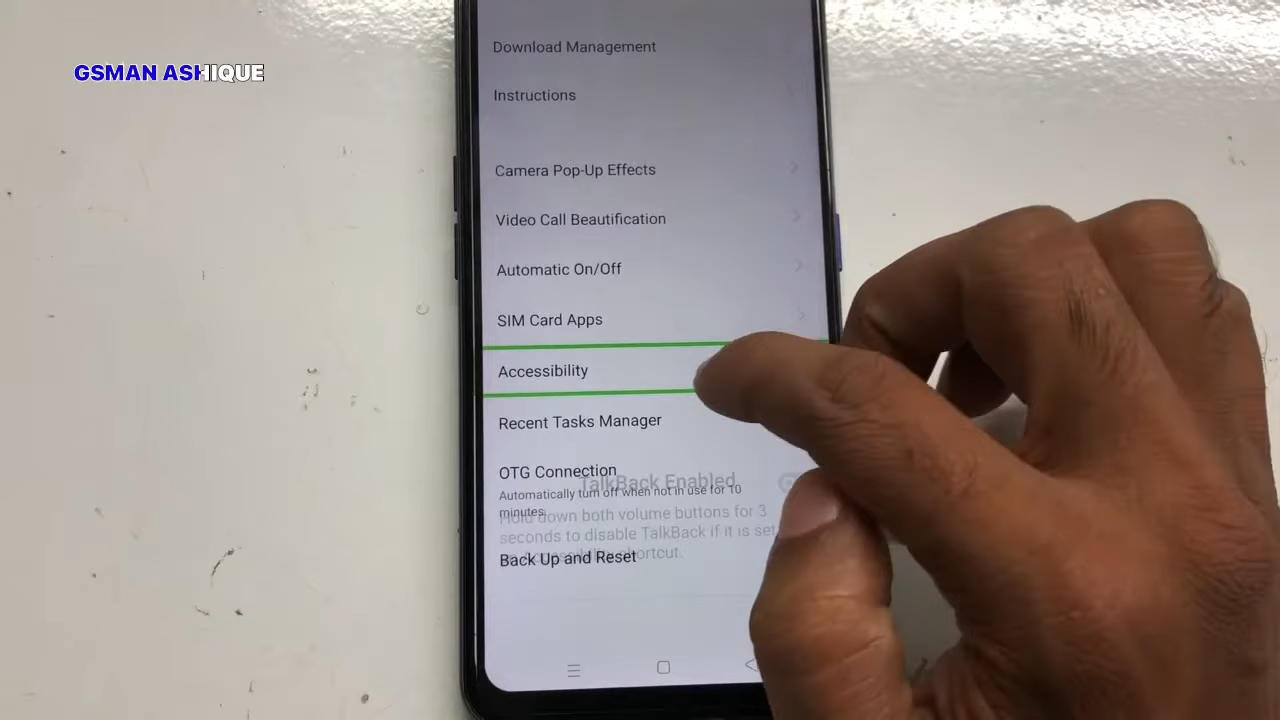 GSMAN ASHIQUE
Download Management
Instructions
Camera Pop-Up Effects
Video Call Beautification
Automatic On/Off
SIM Card Apps
Accessibility
Recent Tasks Manager
OTG Connection
TalkBack Enabled
Automatically turn off when not in use for 10
minutes.
Hold down both volume buttons for 3
seconds to disable TalkBack if it is set
accessibility shortcut.
Back Up and Reset